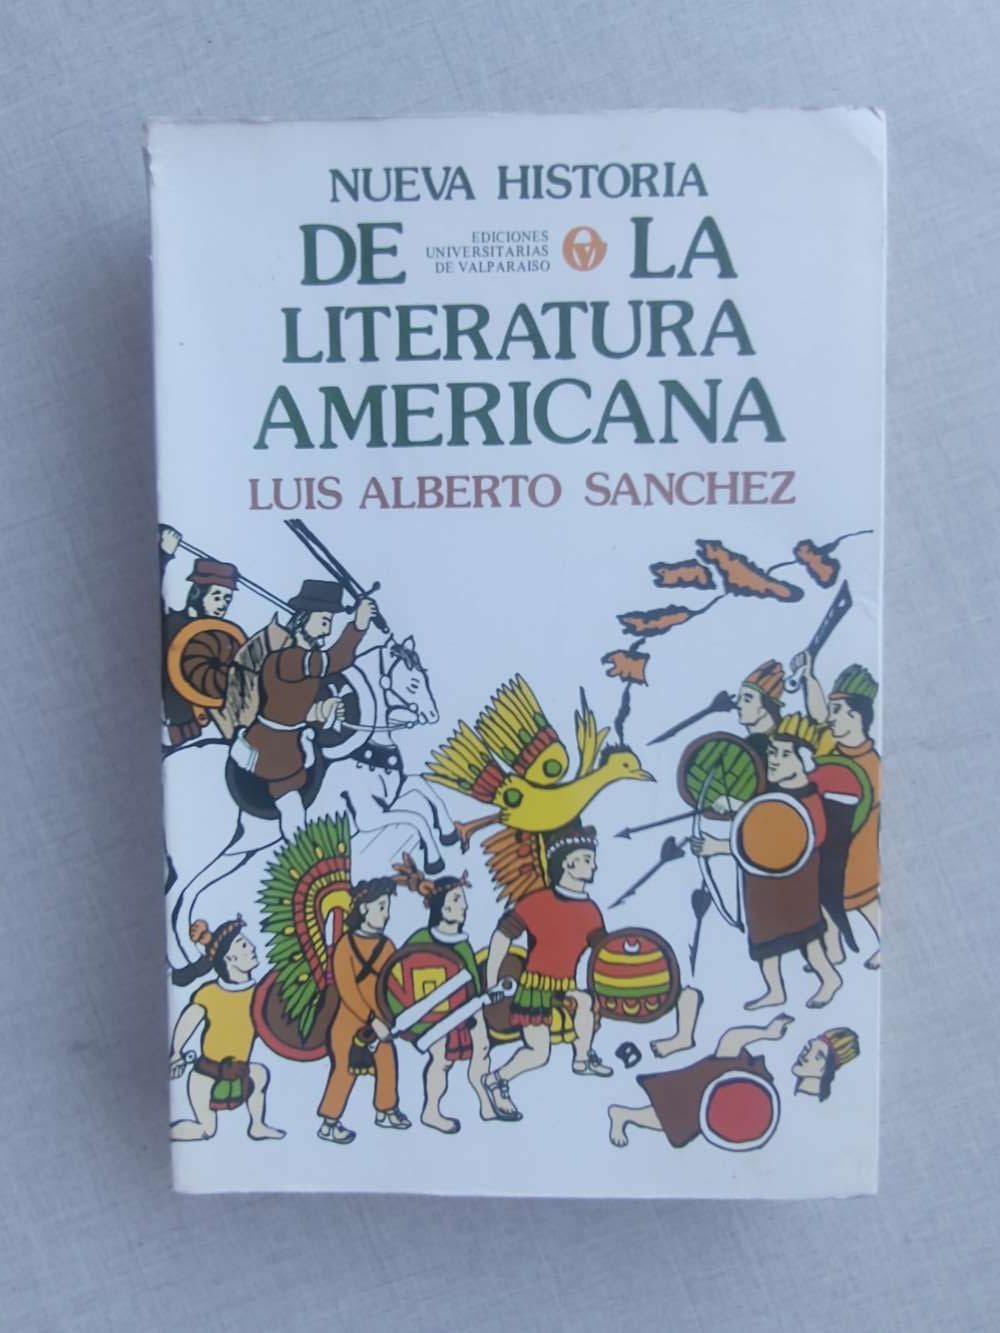 NUEVA HISTORIA
DE
EDICIONES
UNIVERSITARIAS
DE VALPARAISO
LA
LITERATURA
AMERICANA
LUIS ALBERTO SANCHEZ